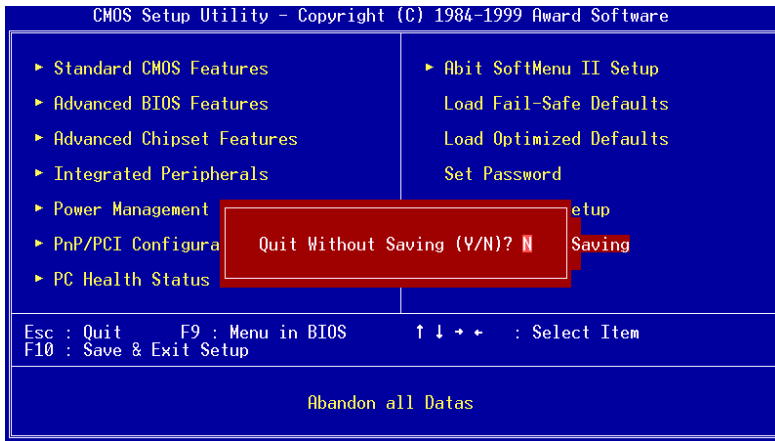 CMOS Setup Utility - Copyright (C) 1984-1999 Award Software
► Standard CMOS Features
► Advanced BIOS Features
► Advanced Chipset Features
► Integrated Peripherals
► Power Management
► PnP/PCI Configura
► PC Health Status
► Abit SoftMenu II Setup
Load Fail-Safe Defaults
Load Optimized Defaults
Set Password
etup
Saving
Quit Without Saving (Y/N)? N
Esc : Quit F9 : Menu in BIOS ↑ ↓ → ← : Select Item
F10 : Save & Exit Setup
Abandon all Datas